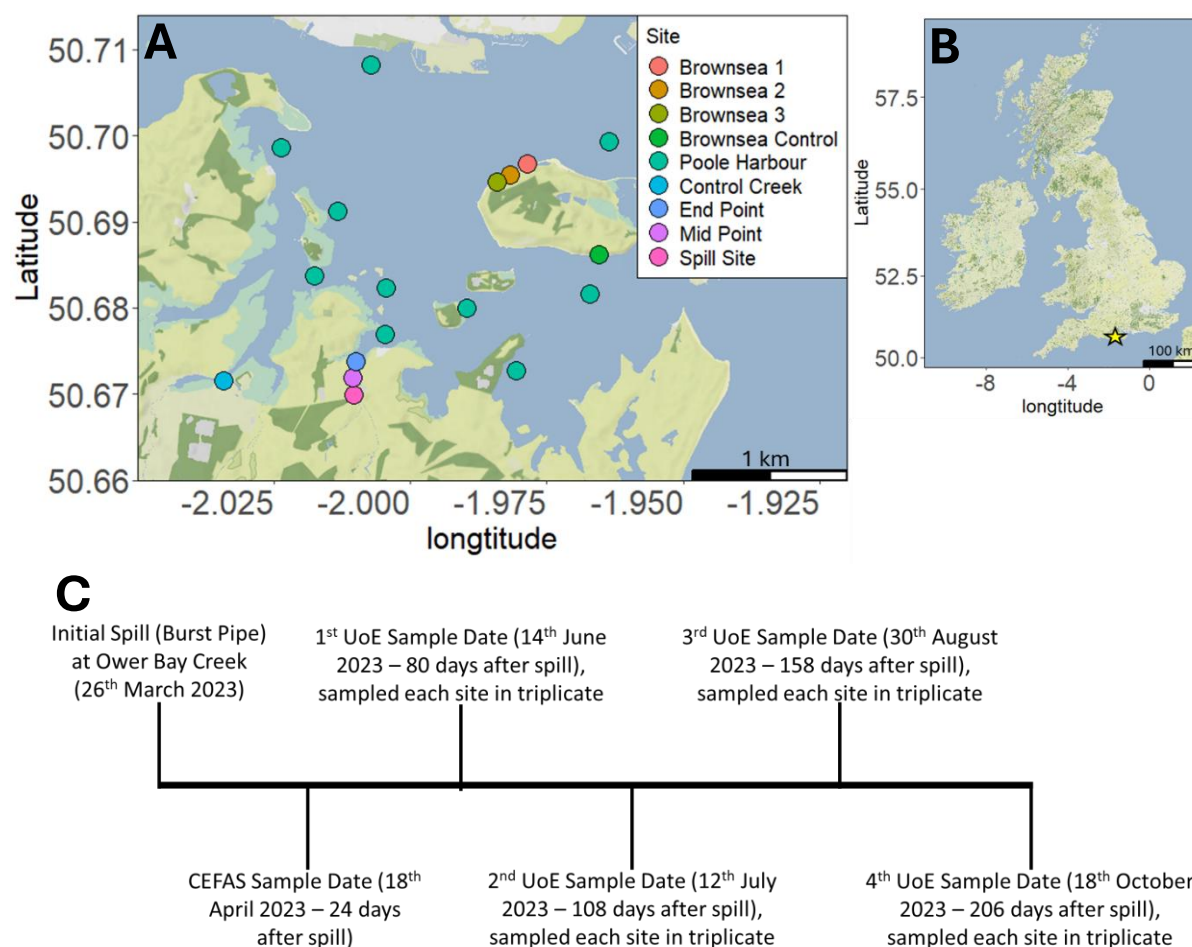 A
50.71
50.70
50.69
50.68
50.67
50.66
Latitude
-2.025
-2.000
-1.975
-1.950
-1.925
longtitude
1 km
Site
Brownsea 1
Brownsea 2
Brownsea 3
Brownsea Control
Poole Harbour
Control Creek
End Point
Mid Point
Spill Site
B
57.5
55.0
52.5
50.0
Latitude
-8
-4
0
longtitude
100 km
C
Initial Spill (Burst Pipe)
at Ower Bay Creek
(26th March 2023)
1st UoE Sample Date (14th June
2023 – 80 days after spill),
sampled each site in triplicate
3rd UoE Sample Date (30th August
2023 – 158 days after spill),
sampled each site in triplicate
CEFAS Sample Date (18th
April 2023 – 24 days
after spill)
2nd UoE Sample Date (12th July
2023 – 108 days after spill),
sampled each site in triplicate
4th UoE Sample Date (18th October
2023 – 206 days after spill),
sampled each site in triplicate